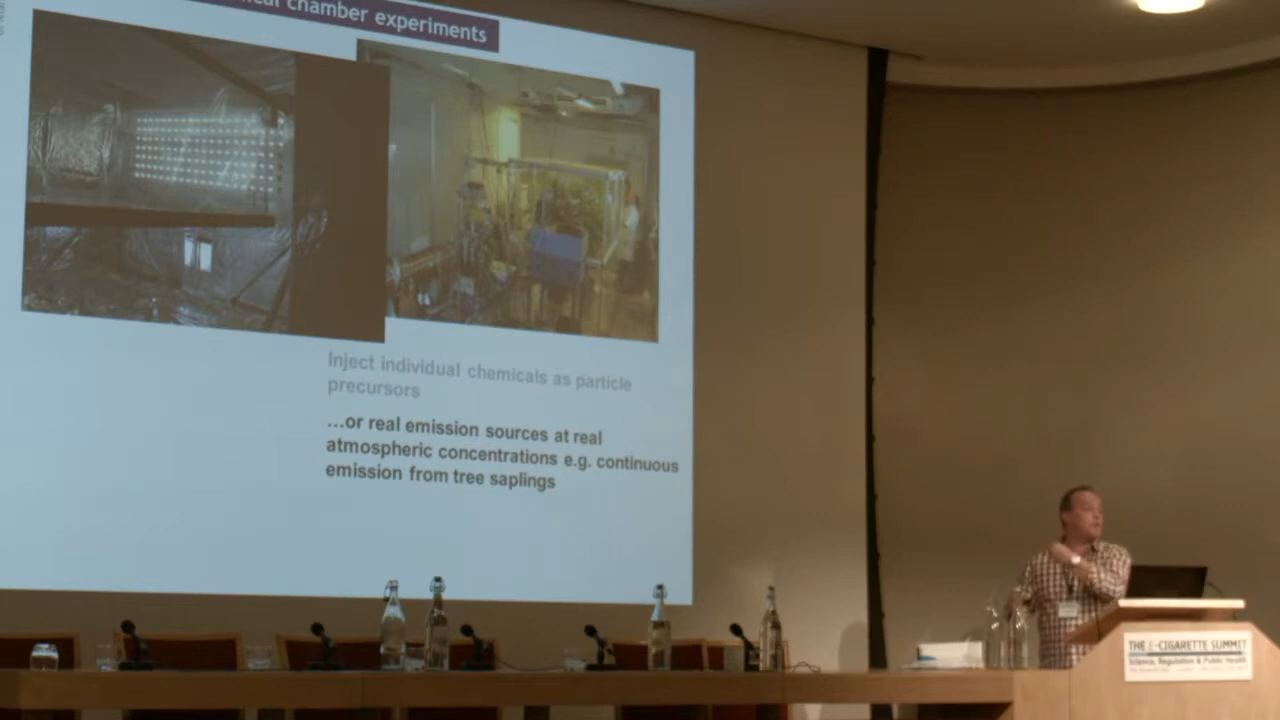 chamber experiments
Inject individual chemicals as particle
precursors
...or real emission sources at real
atmospheric concentrations e.g. continuous
emission from tree saplings
THE E-CIGARETTE SUMMIT
Science, Regulation & Public Health